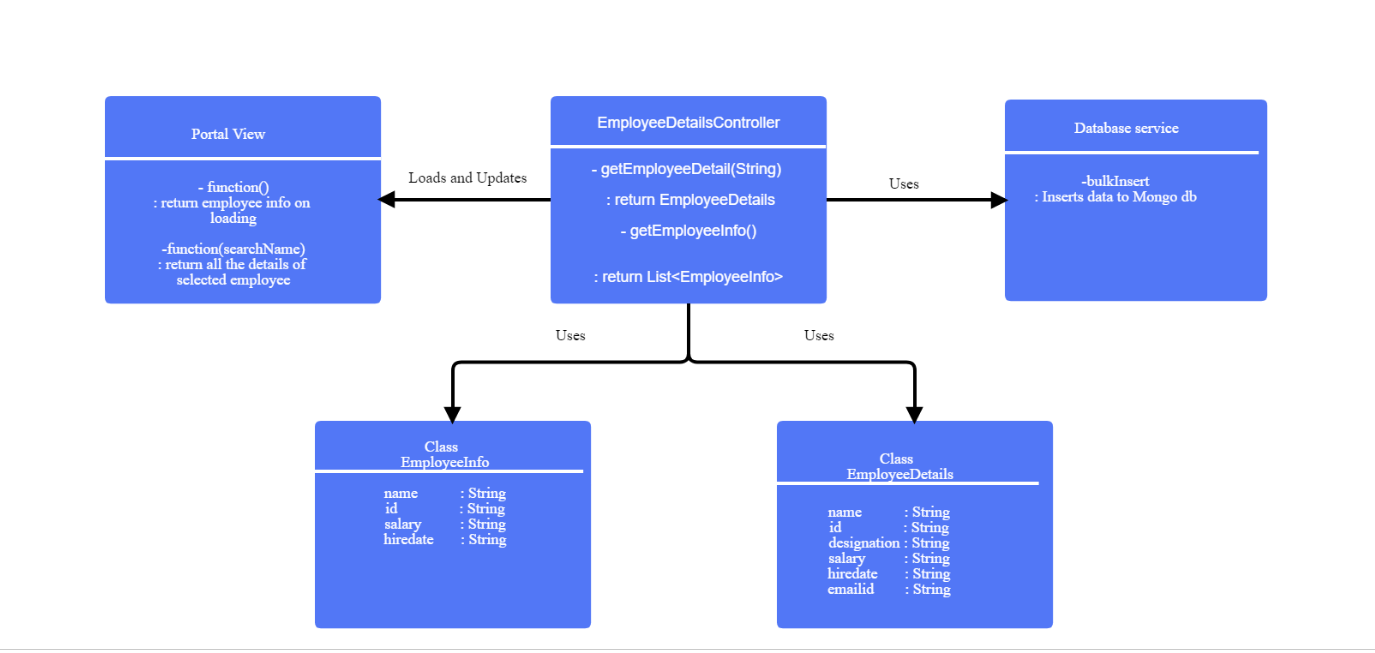 Portal View
- function()
: return employee info on
loading
-function(searchName)
: return all the details of
selected employee
Loads and Updates
EmployeeDetailsController
- getEmployeeDetail(String)
: return EmployeeDetails
- getEmployeeInfo()
: return List<EmployeeInfo>
Uses
Database service
-bulkInsert
: Inserts data to Mongo db
Uses
Uses
Class
EmployeeInfo
name : String
id : String
salary : String
hiredate : String
Class
EmployeeDetails
name : String
id : String
designation : String
salary : String
hiredate : String
emailid : String